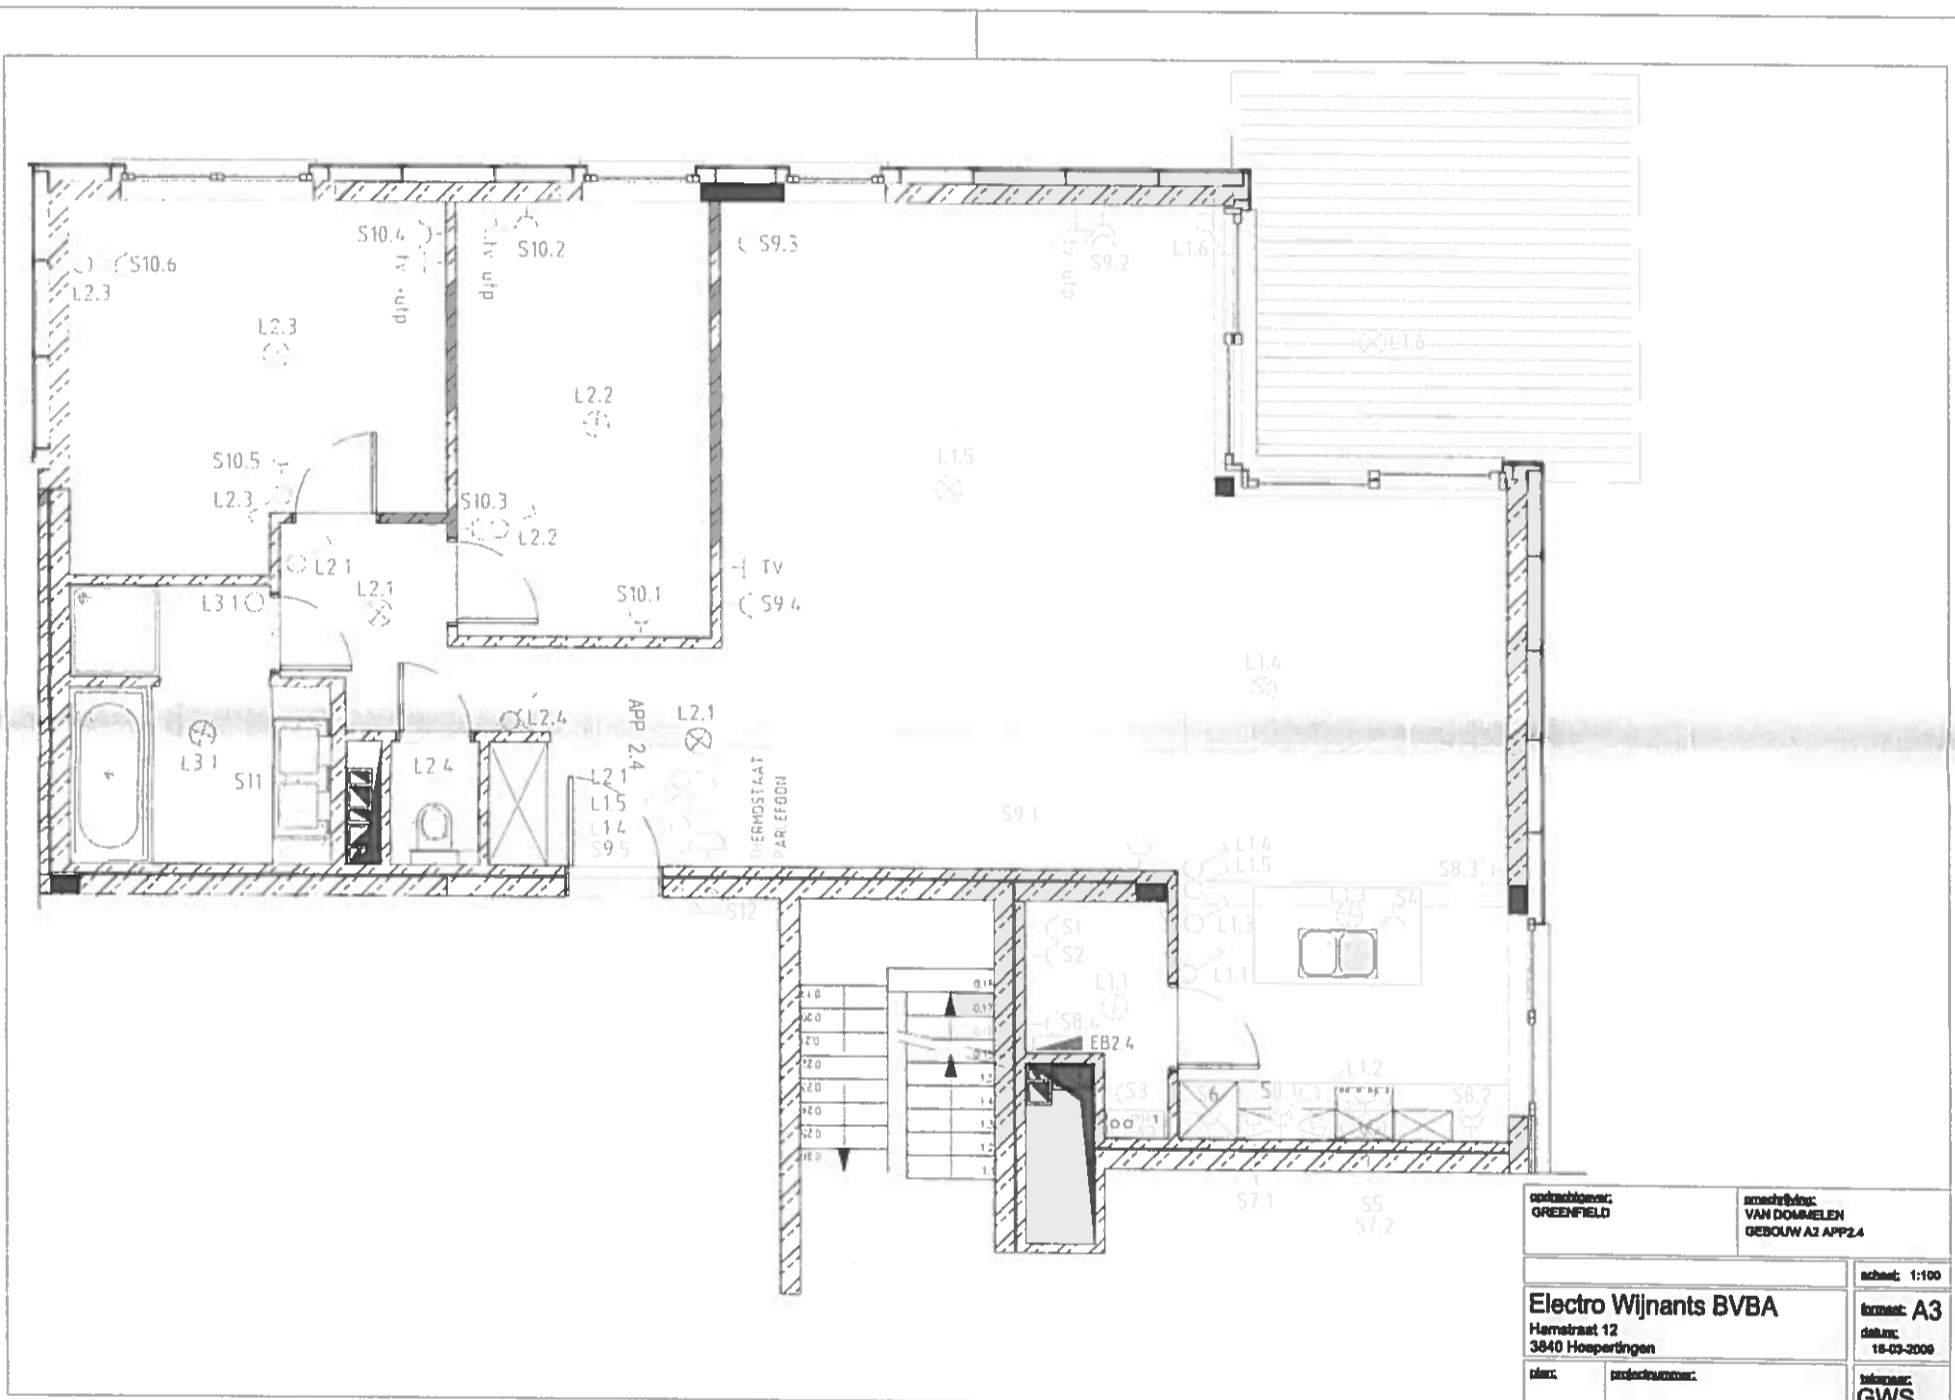 S10.4
tv utp
S10.2
tv utp
S9.3
S9.2
tv utp
L1.6
S10.6
L2.3
L2.3
L2.2
L1.6
L1.5
S10.5
L2.3
S10.3
L2.2
L2.1
L2.1
L3.1
S10.1
TV
S9.4
L1.4
L2.4
APP 2.4
L2.1
L3.1
S11
L2.4
L2.1
L1.5
L1.4
S9.5
THERMOSTAAT
PARLEFOON
S9.1
L1.4
L1.5
S8.3
L1.3
S4
S12
S1
L1.3
S2
L1.1
L1.1
S8.4
EB2.4
S3
S6
S8.1
L1.2
S8.2
S7.1
S5
S7.2
opdrachtgever:
GREENFIELD
omschrijving:
VAN DOMMELEN
GEBOUW A2 APP2.4
schaal: 1:100
Electro Wijnants BVBA
Hamstraat 12
3840 Hoepertingen
formaat: A3
datum:
16-03-2009
plan:
projectnummer:
tekenaar:
GWS